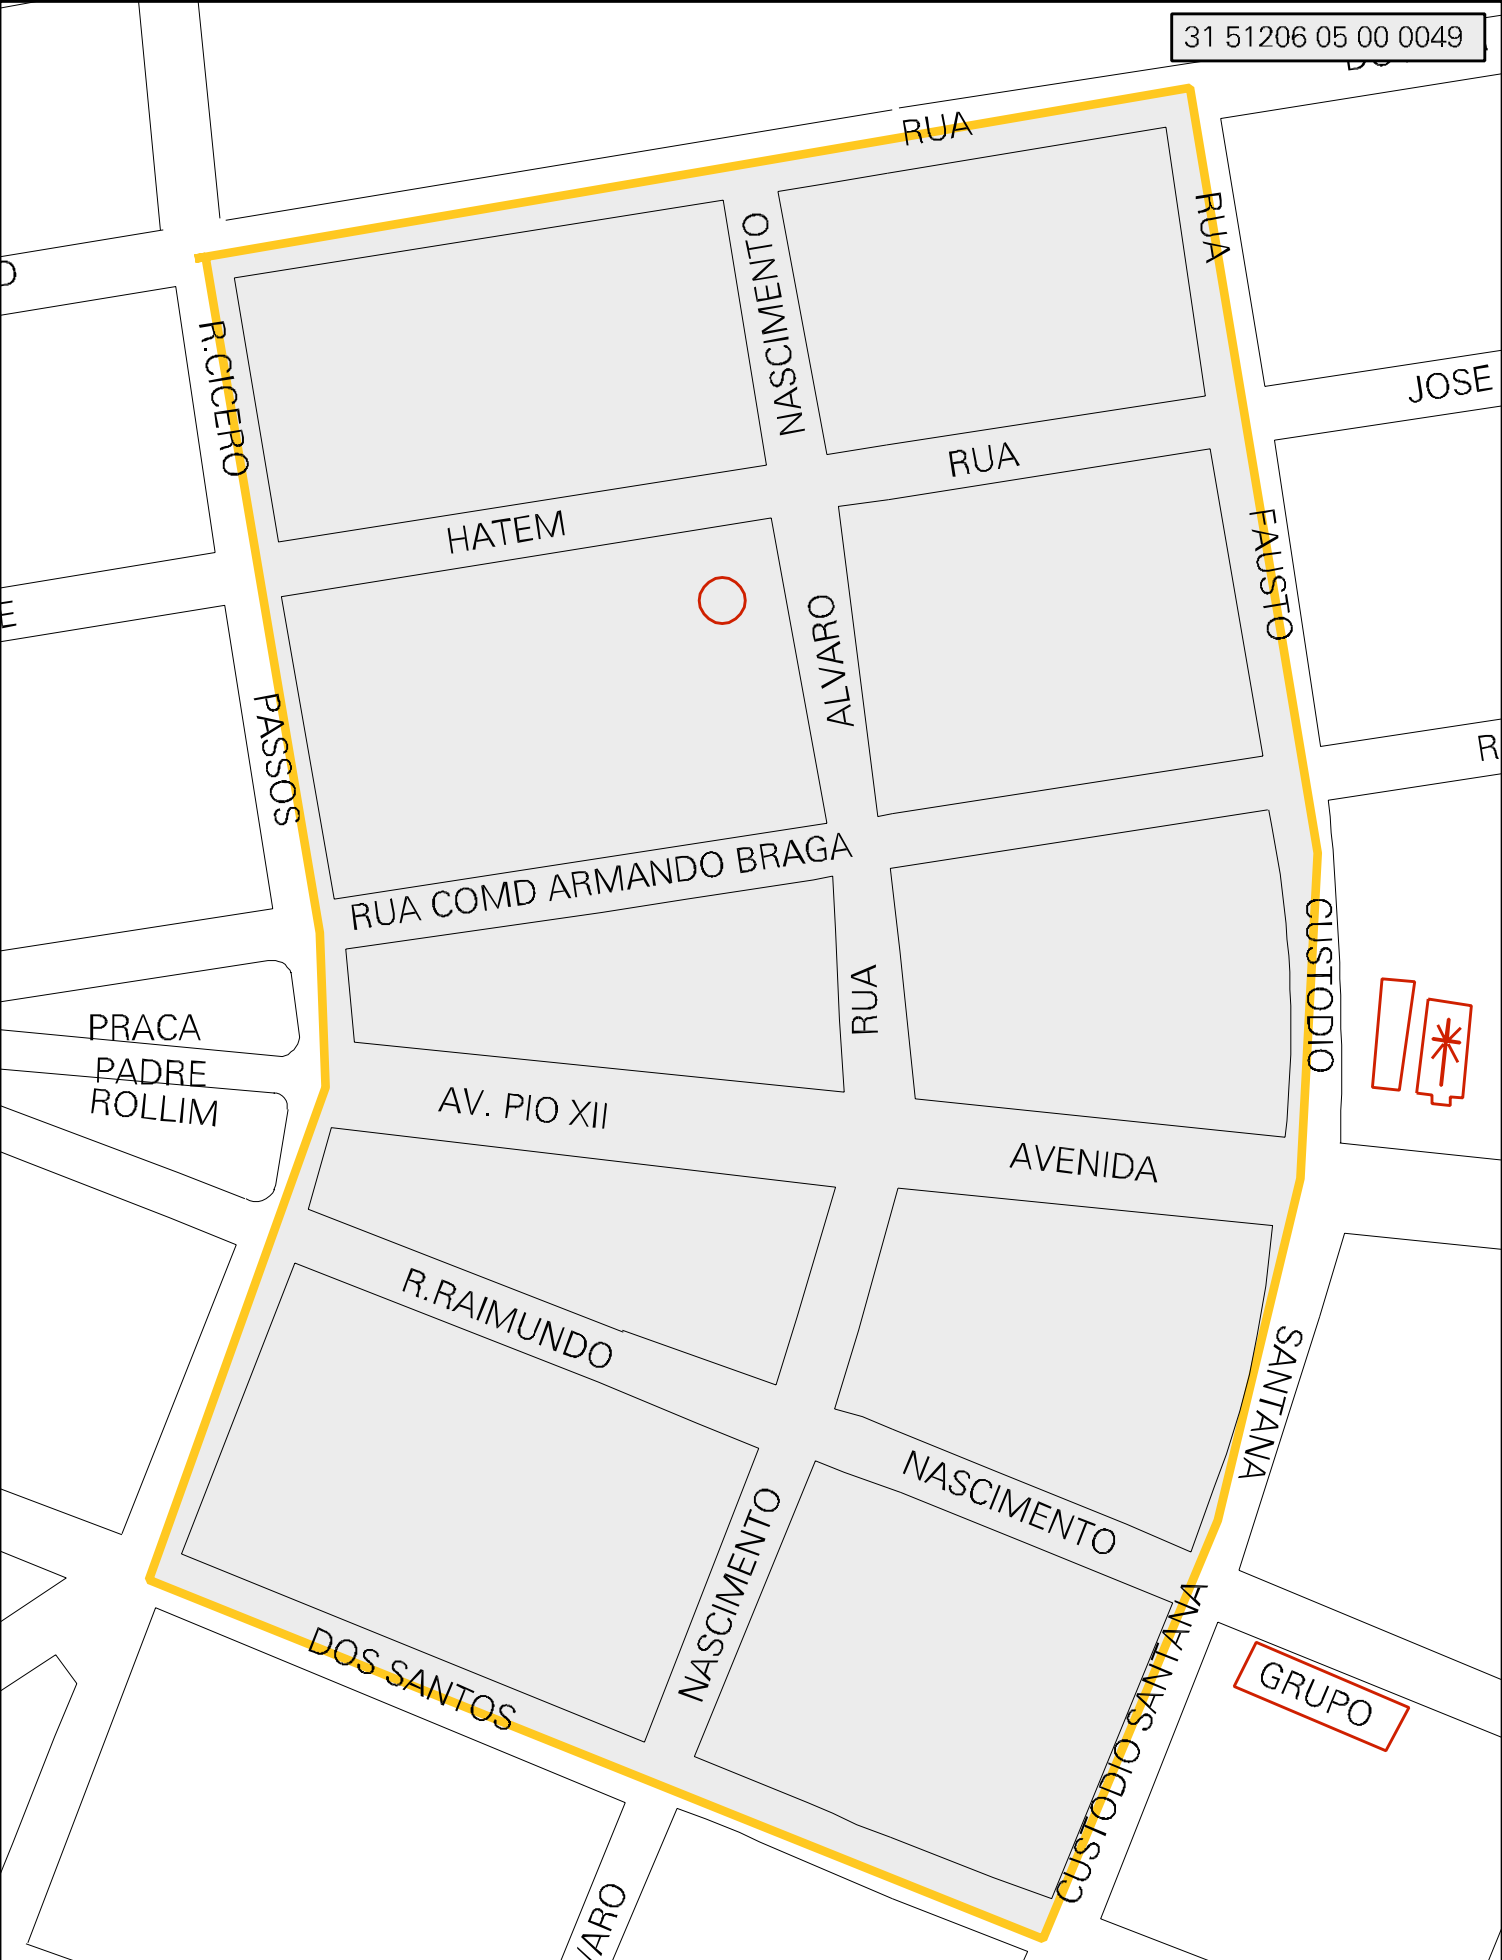 31 51206 05 00 0049
RUA
RUA
NASCIMENTO
R.CICERO
JOSE
RUA
HATEM
FAUSTO
ALVARO
PASSOS
R
RUA COMD ARMANDO BRAGA
CUSTODIO
RUA
PRACA
PADRE
ROLLIM
AV. PIO XII
AVENIDA
R.RAIMUNDO
SANTANA
NASCIMENTO
NASCIMENTO
DOS SANTOS
CUSTODIO SANTANA
GRUPO
VARO